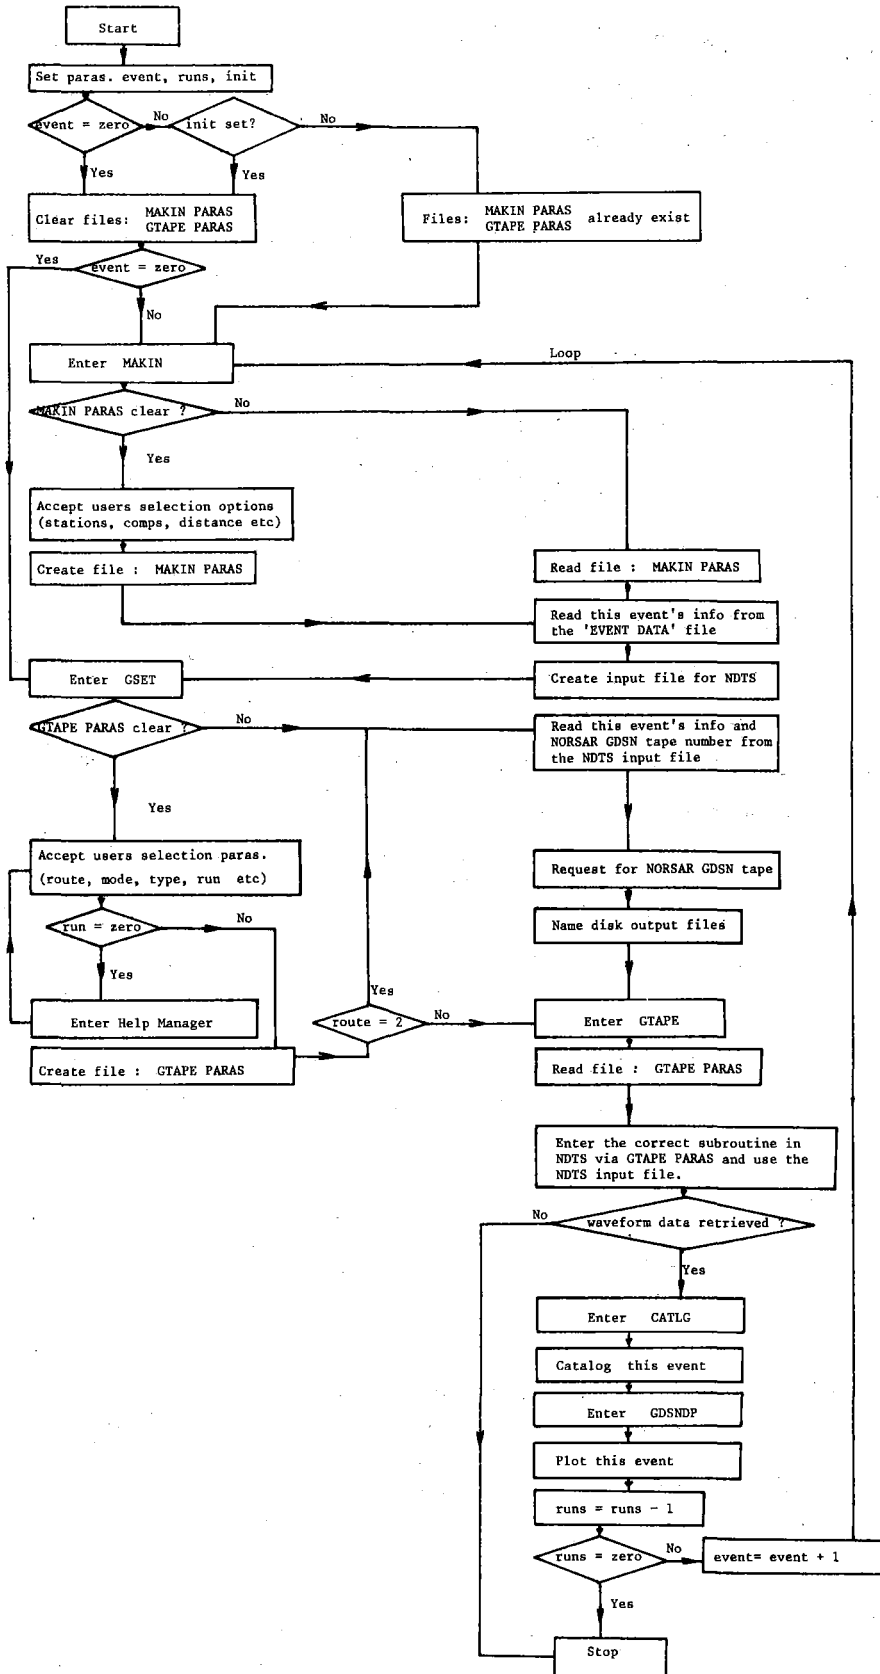 Start
Set paras. event, runs, init
event = zero
No
init set?
No
Yes
Yes
Clear files: MAKIN PARAS
GTAPE PARAS
Files: MAKIN PARAS already exist
GTAPE PARAS
Yes
event = zero
No
Enter MAKIN
Loop
MAKIN PARAS clear ?
No
Yes
Accept users selection options
(stations, comps, distance etc)
Create file : MAKIN PARAS
Read file : MAKIN PARAS
Read this event's info from
the 'EVENT DATA' file
Enter GSET
Create input file for NDTS
GTAPE PARAS clear ?
No
Read this event's info and
NORSAR GDSN tape number from
the NDTS input file
Yes
Accept users selection paras.
(route, mode, type, run etc)
Request for NORSAR GDSN tape
run = zero
No
Name disk output files
Yes
Enter Help Manager
Yes
route = 2
No
Enter GTAPE
Create file : GTAPE PARAS
Read file : GTAPE PARAS
Enter the correct subroutine in
NDTS via GTAPE PARAS and use the
NDTS input file.
No
waveform data retrieved ?
Yes
Enter CATLG
Catalog this event
Enter GDSNDP
Plot this event
runs = runs - 1
runs = zero
No
event= event + 1
Yes
Stop